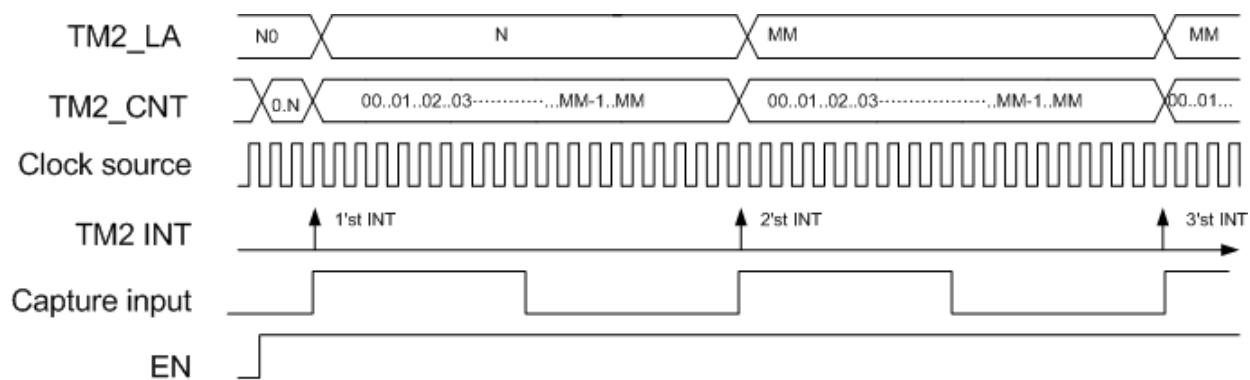 TM2_LA N0 N MM MM
TM2_CNT 0..N 00..01..02..03------------...MM-1..MM 00..01..02..03------------------..MM-1..MM 00..01...
Clock source
TM2 INT 1'st INT 2'st INT 3'st INT
Capture input
EN